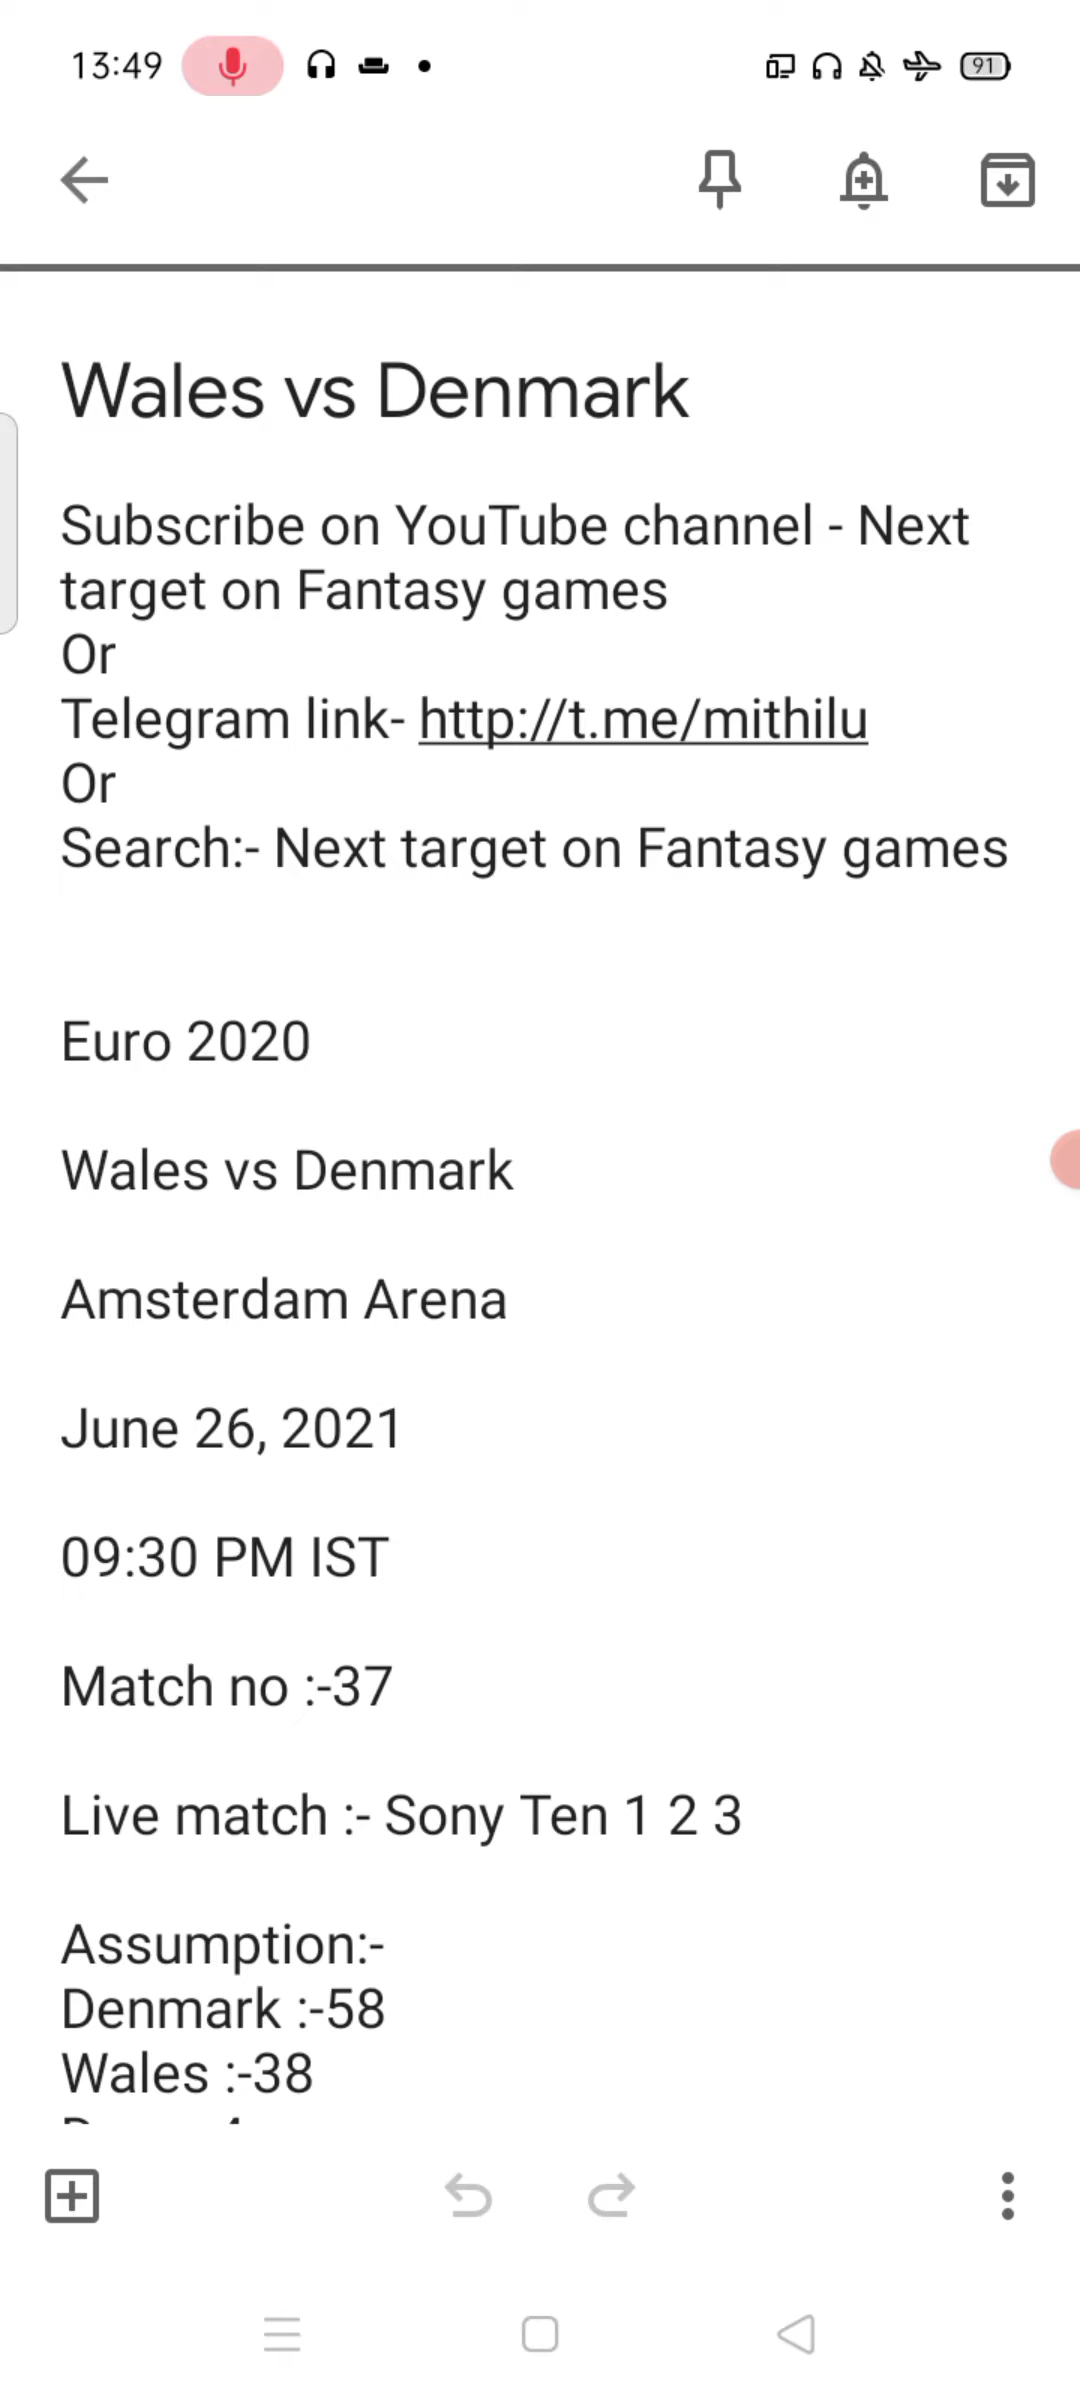 13:49
91
Wales vs Denmark
Subscribe on YouTube channel - Next
target on Fantasy games
Or
Telegram link- http://t.me/mithilu
Or
Search:- Next target on Fantasy games
Euro 2020
Wales vs Denmark
Amsterdam Arena
June 26, 2021
09:30 PM IST
Match no :-37
Live match :- Sony Ten 1 2 3
Assumption:-
Denmark :-58
Wales :-38